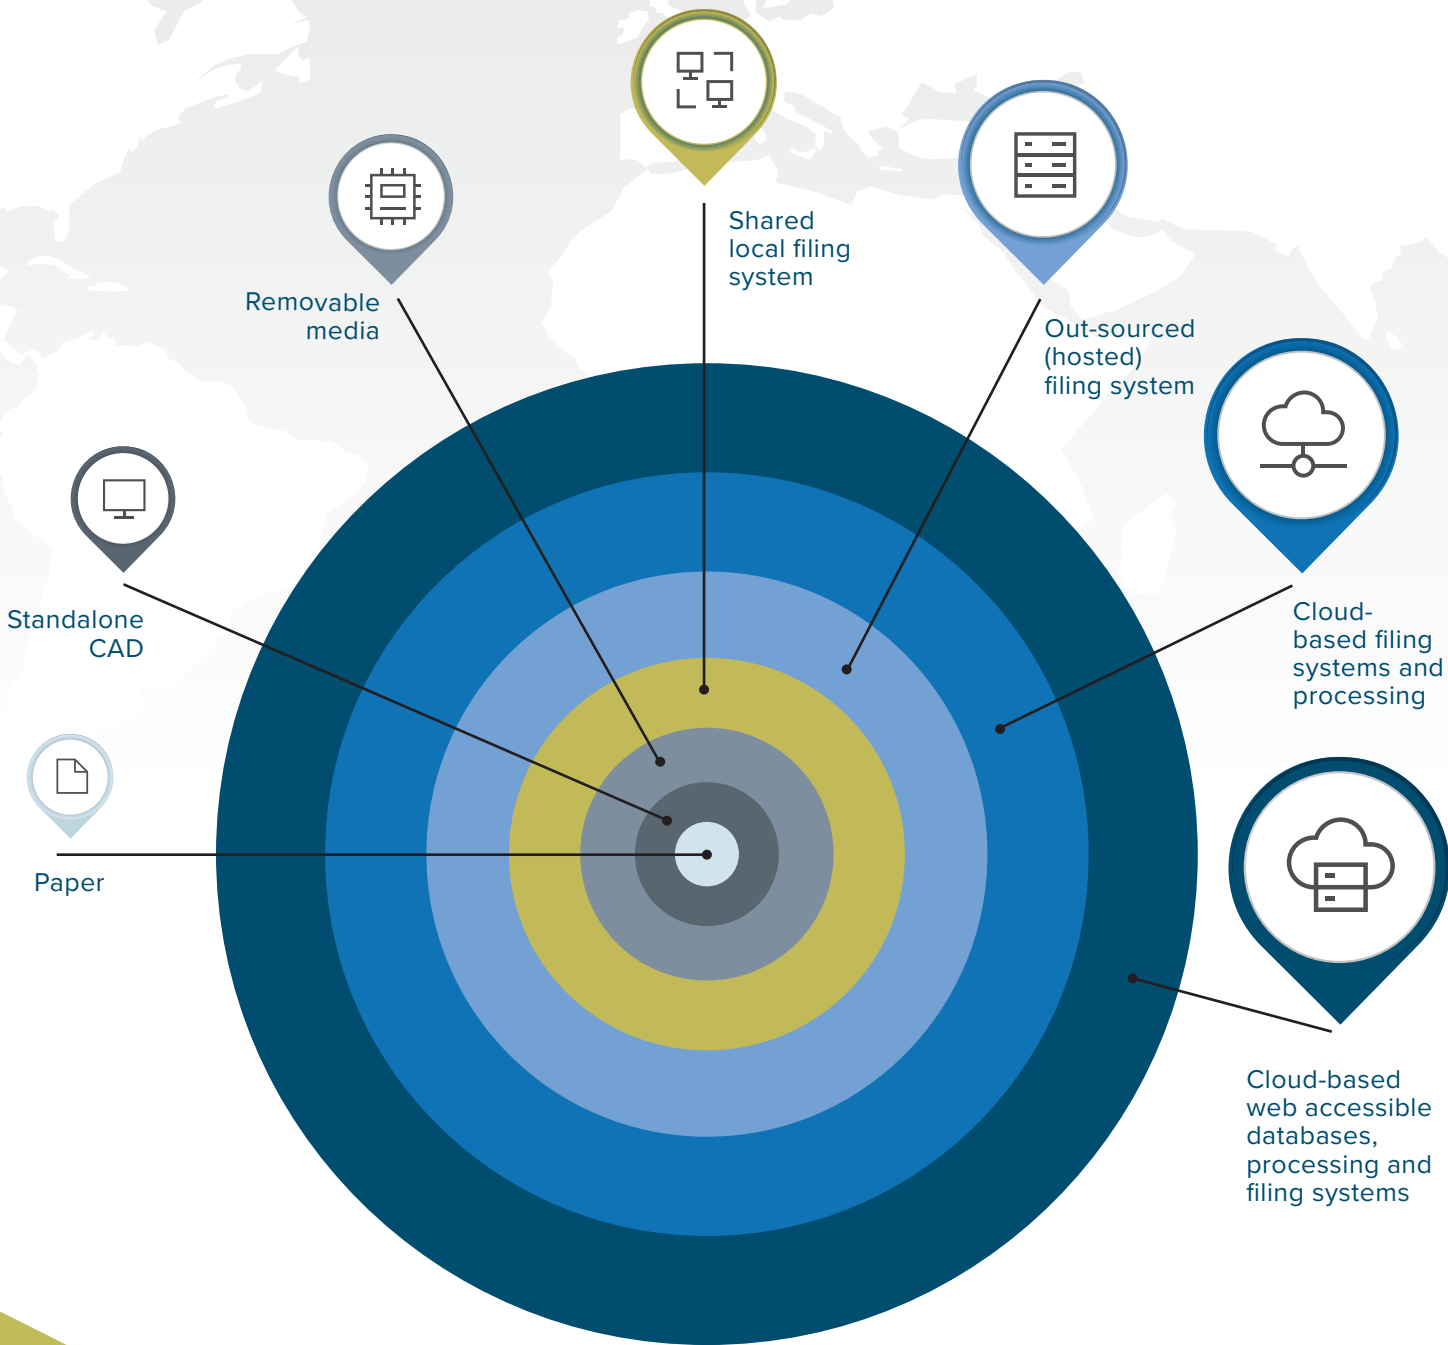 Shared
local filing
system
Removable
media
Out-sourced
(hosted)
filing system
Standalone
CAD
Cloud-
based filing
systems and
processing
Paper
Cloud-based
web accessible
databases,
processing and
filing systems